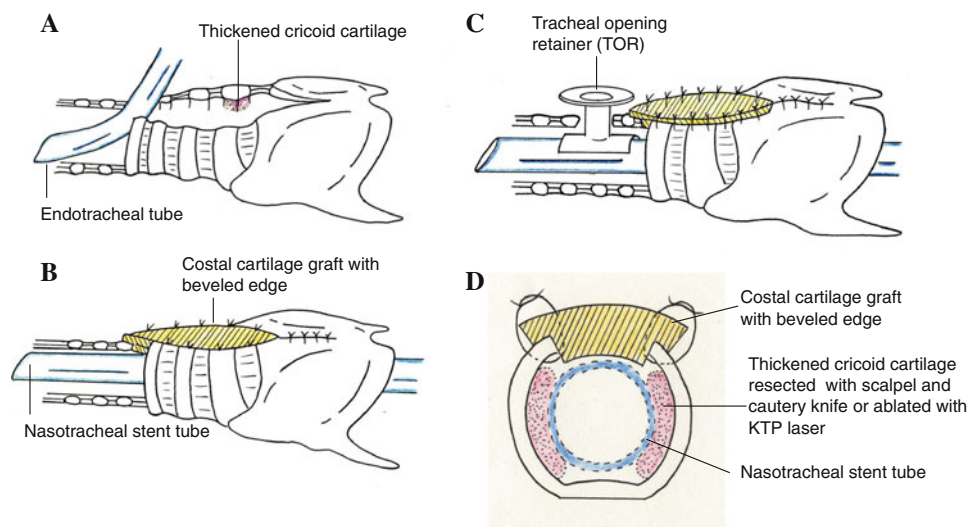 A
Thickened cricoid cartilage
Endotracheal tube
B
Costal cartilage graft with
beveled edge
Nasotracheal stent tube
C
Tracheal opening
retainer (TOR)
D
Costal cartilage graft
with beveled edge
Thickened cricoid cartilage
resected with scalpel and
cautery knife or ablated with
KTP laser
Nasotracheal stent tube